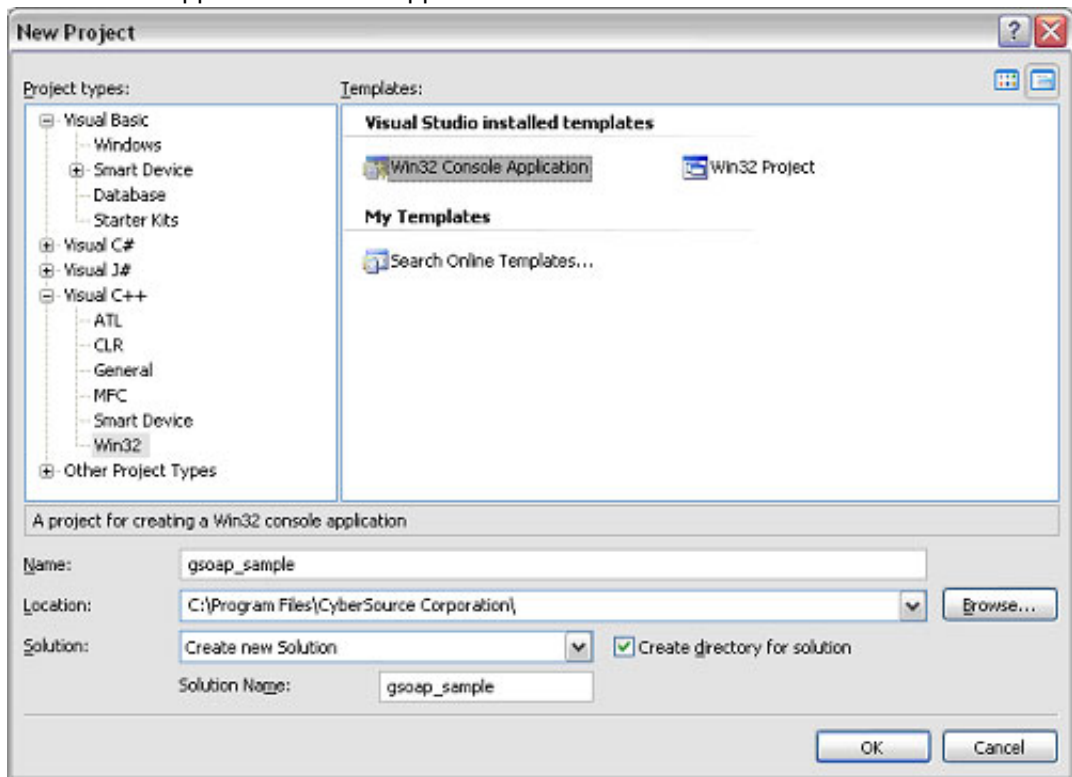 New Project
Project types:
Templates:
Visual Basic
Windows
Smart Device
Database
Starter Kits
Visual C#
Visual J#
Visual C++
ATL
CLR
General
MFC
Smart Device
Win32
Other Project Types
Visual Studio installed templates
Win32 Console Application
Win32 Project
My Templates
Search Online Templates...
A project for creating a Win32 console application
Name:
gsoap_sample
Location:
C:\Program Files\CyberSource Corporation\
Browse...
Solution:
Create new Solution
Create directory for solution
Solution Name:
gsoap_sample
OK
Cancel